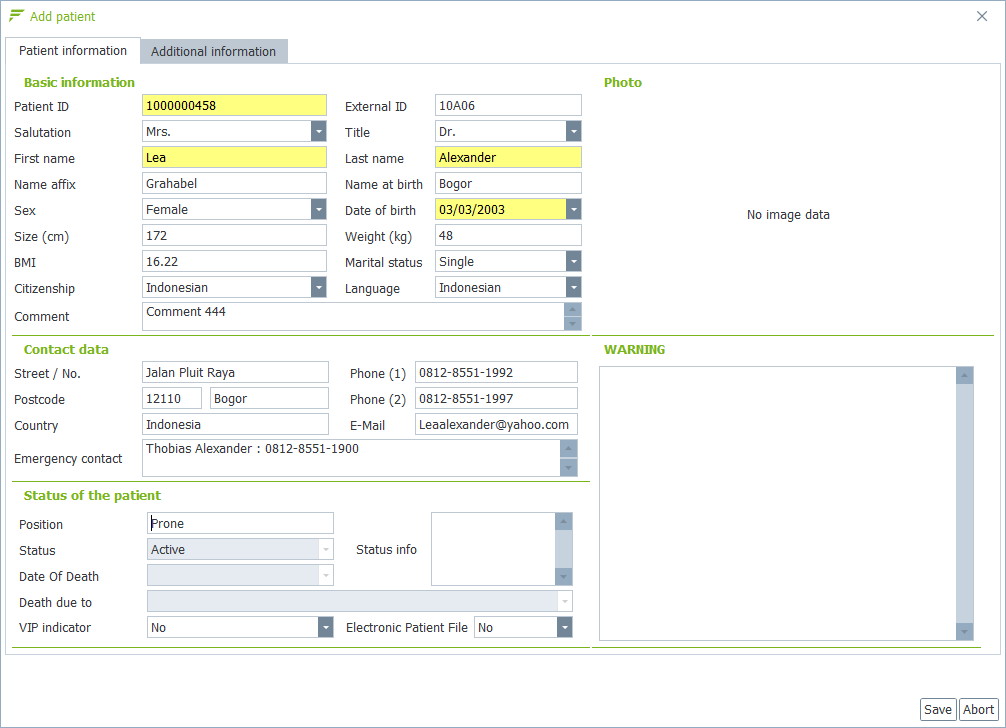 Add patient
Patient information Additional information
Basic information Photo
Patient ID 1000000458 External ID 10A06
Salutation Mrs. Title Dr.
First name Lea Last name Alexander
Name affix Grahabel Name at birth Bogor
Sex Female Date of birth 03/03/2003
No image data
Size (cm) 172 Weight (kg) 48
BMI 16.22 Marital status Single
Citizenship Indonesian Language Indonesian
Comment Comment 444
Contact data WARNING
Street / No. Jalan Pluit Raya Phone (1) 0812-8551-1992
Postcode 12110 Bogor Phone (2) 0812-8551-1997
Country Indonesia E-Mail Leaalexander@yahoo.com
Emergency contact Thobias Alexander : 0812-8551-1900
Status of the patient
Position Prone
Status Active Status info
Date Of Death
Death due to
VIP indicator No Electronic Patient File No
Save Abort